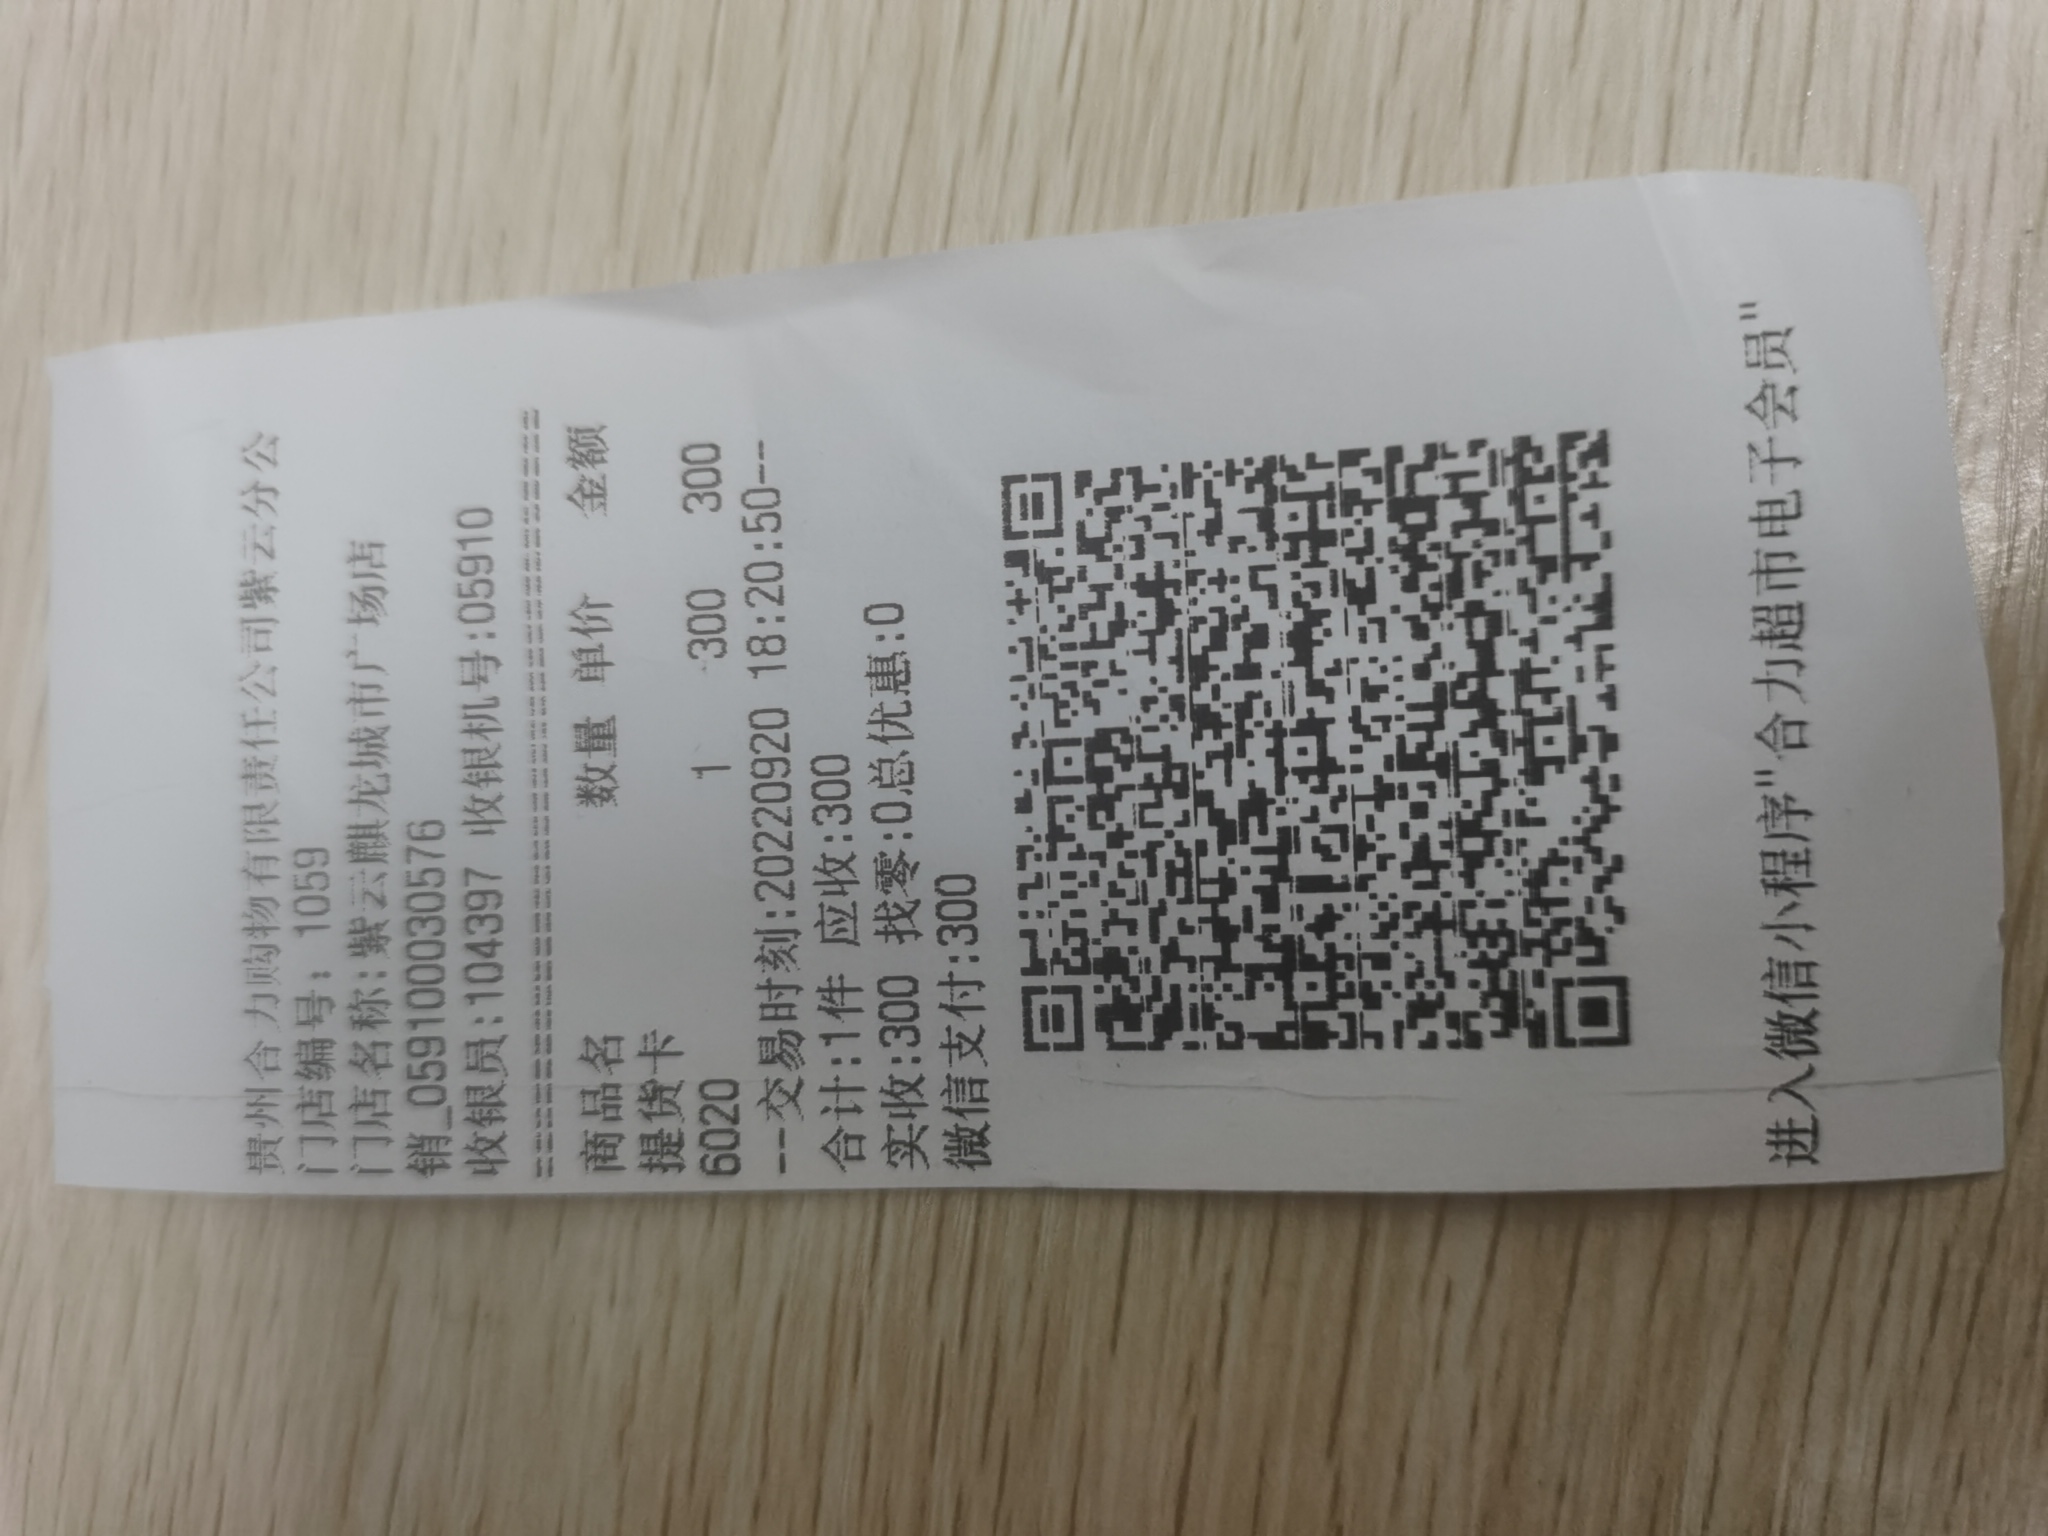 贵州合力购物有限责任公司紫云分公
门店编号: 1059
门店名称:紫云麒龙城市广场店
销_0591000030576
收银员:104397 收银机号:05910
================================
商品名 数量 单价 金额
提货卡
6020 1 300 300
--交易时刻:20220920 18:20:50--
合计:1件 应收:300
实收:300 找零:0总优惠:0
微信支付:300
进入微信小程序"合力超市电子会员"